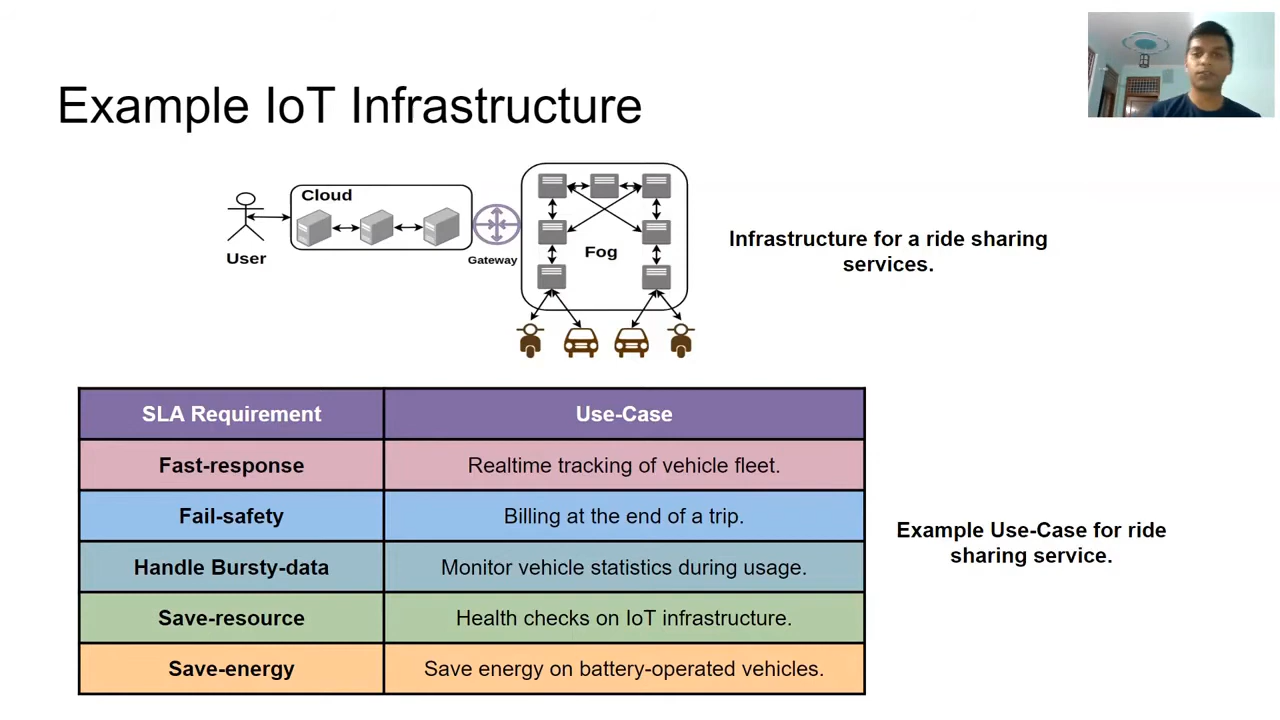 Example IoT Infrastructure
Cloud
User
Gateway
Fog
Infrastructure for a ride sharing
services.
SLA Requirement
Use-Case
Fast-response
Realtime tracking of vehicle fleet.
Fail-safety
Billing at the end of a trip.
Handle Bursty-data
Monitor vehicle statistics during usage.
Save-resource
Health checks on IoT infrastructure.
Save-energy
Save energy on battery-operated vehicles.
Example Use-Case for ride
sharing service.